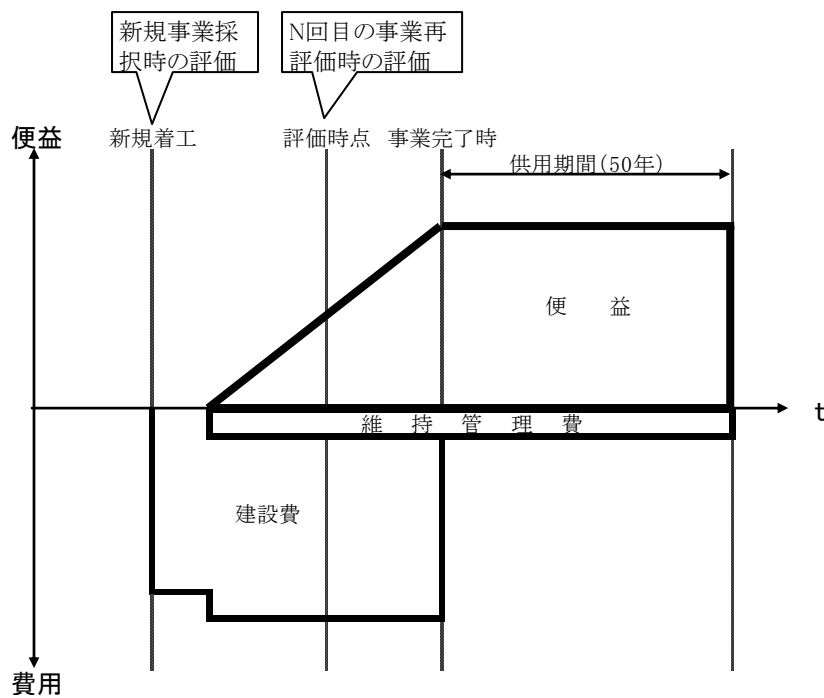 新規事業採
択時の評価
N回目の事業再
評価時の評価
便益
新規着工
評価時点
事業完了時
供用期間(50年)
便　　益
t
維　持　管　理　費
建設費
費用